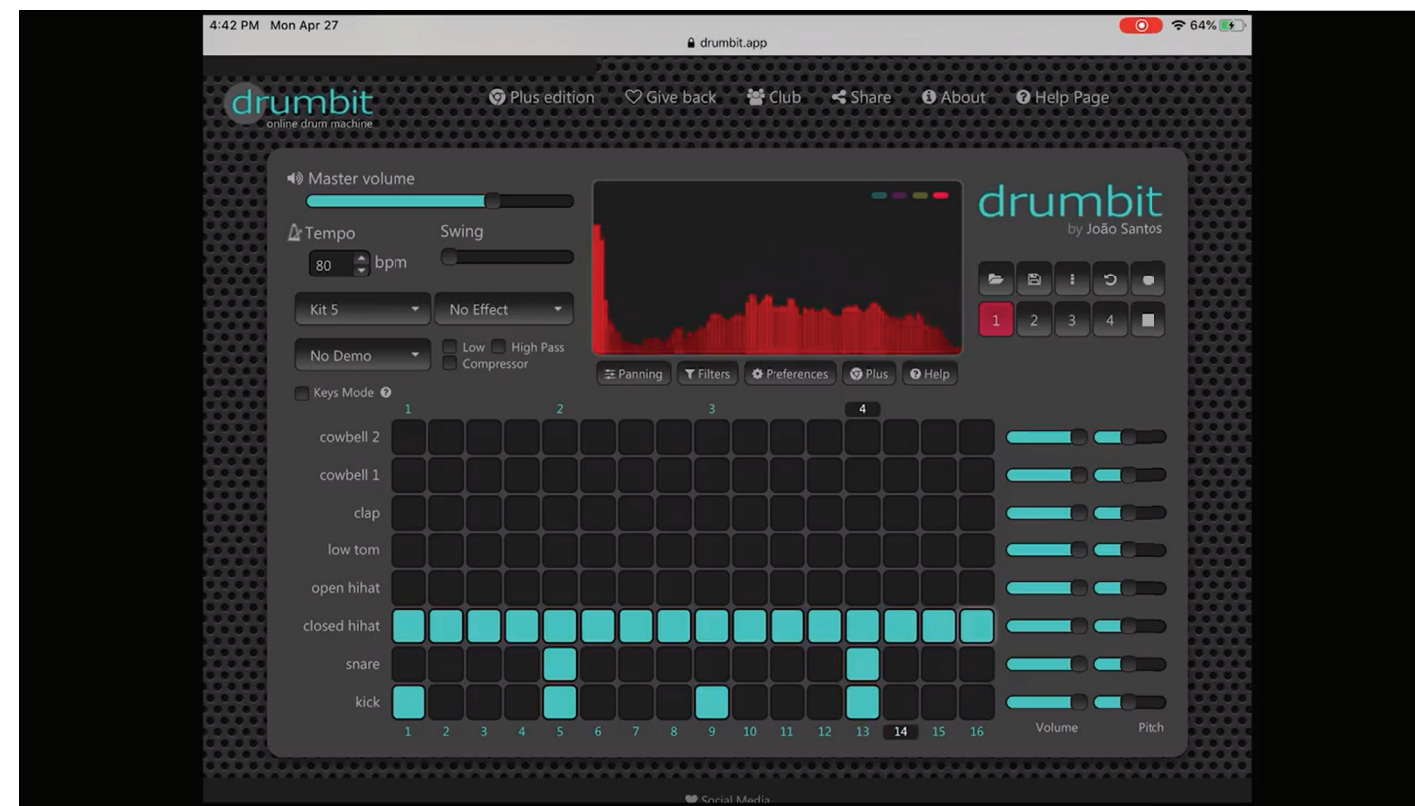 4:42 PM Mon Apr 27
64%
drumbit.app
drumbit
online drum machine
Plus edition Give back Club Share About Help Page
Master volume
drumbit
by João Santos
Tempo Swing
80 bpm
Kit 5 No Effect
1 2 3 4
No Demo Low High Pass
Compressor
Panning Filters Preferences Plus Help
Keys Mode
1 2 3 4
cowbell 2
cowbell 1
clap
low tom
open hihat
closed hihat
snare
kick
1 2 3 4 5 6 7 8 9 10 11 12 13 14 15 16
Volume Pitch
Social Media